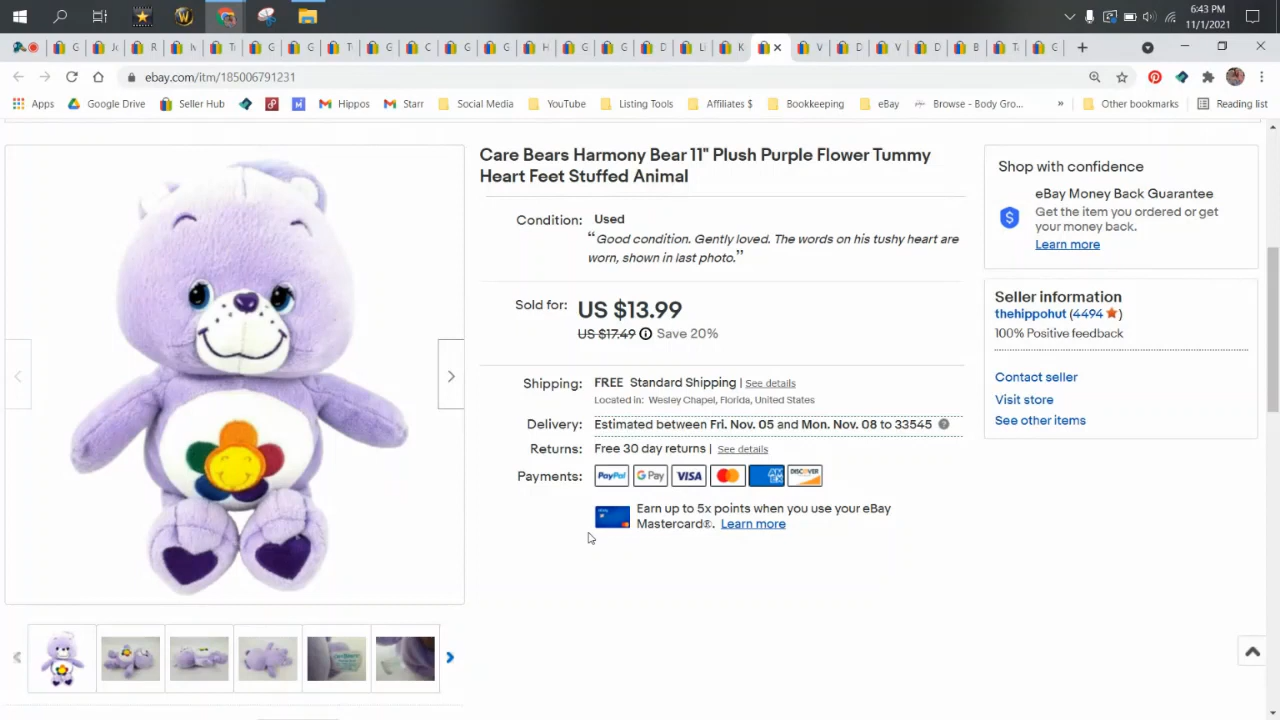 6:43 PM
11/1/2021
ebay.com/itm/185006791231
Apps
Google Drive
Seller Hub
Hippos
Starr
Social Media
YouTube
Listing Tools
Affiliates $
Bookkeeping
eBay
Browse - Body Gro...
»
Other bookmarks
Reading list
Care Bears Harmony Bear 11" Plush Purple Flower Tummy
Heart Feet Stuffed Animal
Condition: Used
“Good condition. Gently loved. The words on his tushy heart are
worn, shown in last photo.”
Sold for: US $13.99
US $17.49 Save 20%
Shipping: FREE Standard Shipping | See details
Located in: Wesley Chapel, Florida, United States
Delivery: Estimated between Fri. Nov. 05 and Mon. Nov. 08 to 33545
Returns: Free 30 day returns | See details
Payments: PayPal G Pay VISA AM EX DISCOVER
Earn up to 5x points when you use your eBay
Mastercard®. Learn more
Shop with confidence
eBay Money Back Guarantee
Get the item you ordered or get
your money back.
Learn more
Seller information
thehippohut (4494)
100% Positive feedback
Contact seller
Visit store
See other items